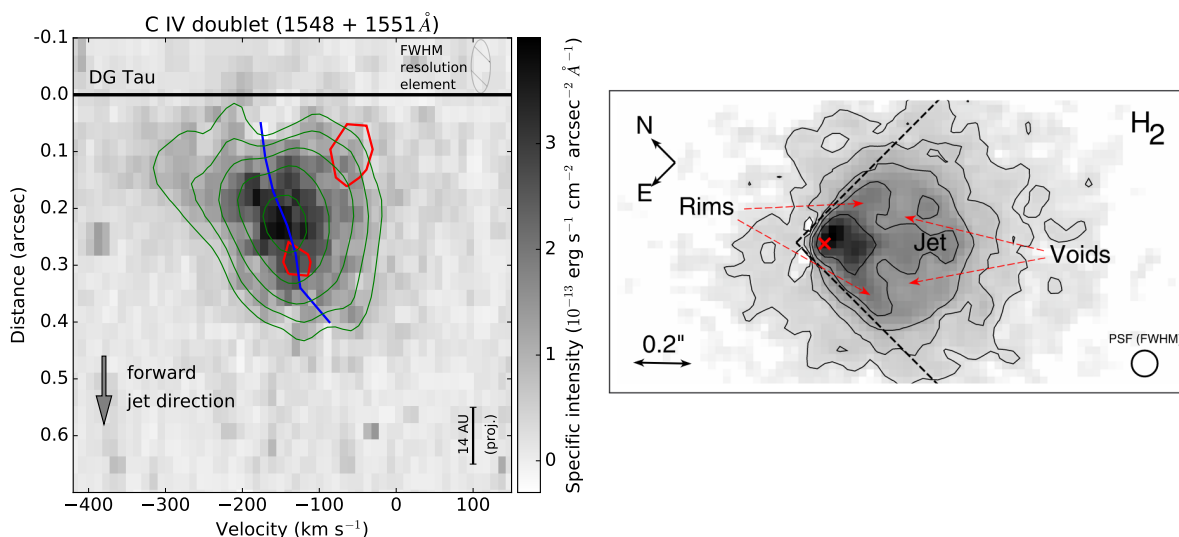 C IV doublet (1548 + 1551Å)
−0.1
0.0
0.1
0.2
0.3
0.4
0.5
0.6
Distance (arcsec)
DG Tau
FWHM
resolution
element
forward
jet direction
14 AU
(proj.)
−400
−300
−200
−100
0
100
Velocity (km s⁻¹)
3
2
1
0
Specific intensity (10⁻¹³ erg s⁻¹ cm⁻² arcsec⁻² Å⁻¹)
N
E
H₂
Rims
Jet
Voids
0.2"
PSF (FWHM)